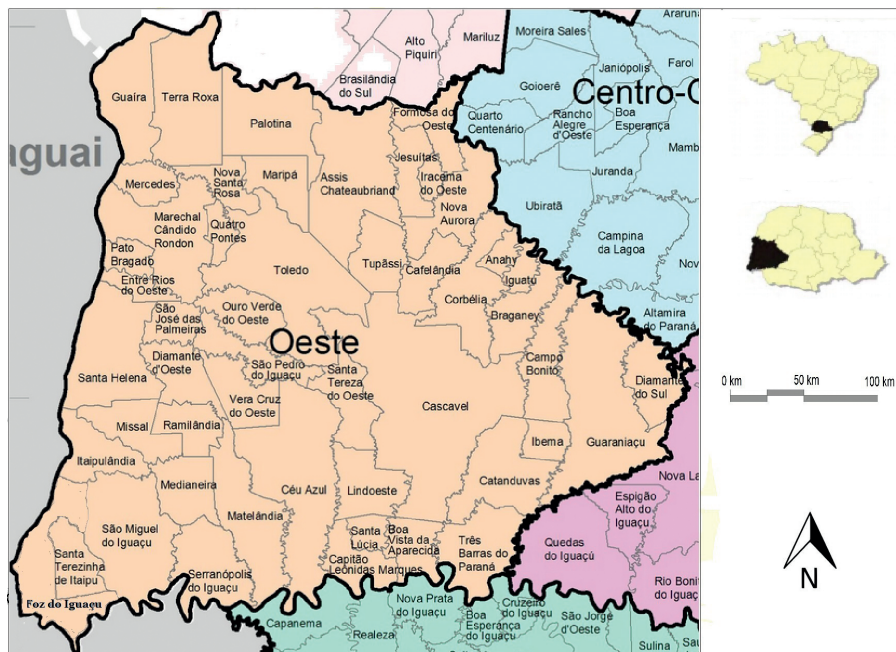 Moreira Sales
Araruna
Alto
Piquiri
Mariluz
Janiópolis
Farol
Brasilândia
do Sul
Goioerê
Centro-O
Guaíra
Terra Roxa
Palotina
Formosa do
Oeste
Quarto
Centenário
Rancho
Alegre
d'Oeste
Boa
Esperança
aguai
Mamb
Jesuítas
Juranda
Mercedes
Nova
Santa
Rosa
Maripá
Assis
Chateaubriand
Iracema
do Oeste
Nova
Aurora
Ubiratã
Marechal
Cândido
Rondon
Quatro
Pontes
Campina
da Lagoa
Pato
Bragado
Toledo
Tupãssi
Cafelândia
Anahy
Nov
Entre Rios
do Oeste
Iguatu
Corbélia
Ouro Verde
do Oeste
São
José das
Palmeiras
Braganey
Altamira
do Paraná
Oeste
Diamante
d'Oeste
São Pedro
do Iguaçu
Santa
Tereza
do Oeste
Campo
Bonito
Santa Helena
Diamante
do Sul
Vera Cruz
do Oeste
Cascavel
Missal
Ramilândia
Ibema
Guaraniaçu
Itaipulândia
Medianeira
Céu Azul
Lindoeste
Catanduvas
Nova La
Espigão
Alto do
Iguaçu
Matelândia
São Miguel
do Iguaçu
Santa
Lúcia
Boa
Vista da
Aparecida
Três
Barras do
Paraná
Quedas
do Iguaçú
Santa
Terezinha
de Itaipu
Capitão
Leônidas Marques
Serranópolis
do Iguaçu
Rio Bonit
do Iguaç
Foz do Iguaçu
Nova Prata
do Iguaçu
Cruzeiro
do Iguaçu
Capanema
Realeza
Boa
Esperança
do Iguaçu
São Jorge
d'Oeste
Sulina
Sau
0 km
50 km
100 km
N